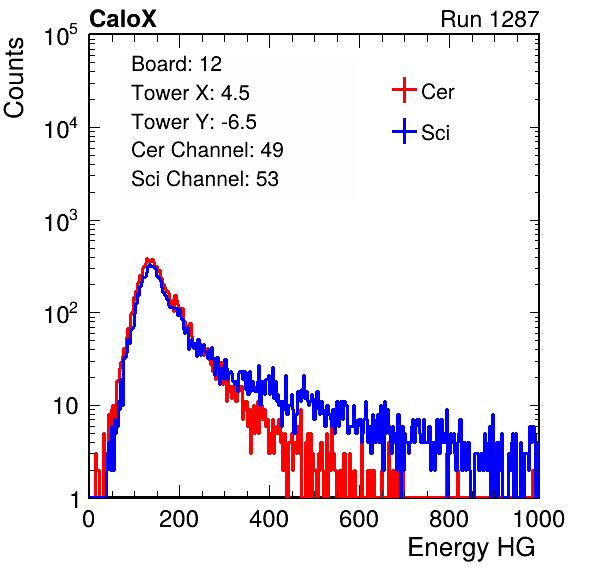 CaloX Run 1287
Counts
Board: 12
Tower X: 4.5
Tower Y: -6.5
Cer Channel: 49
Sci Channel: 53
Cer
Sci
10^5
10^4
10^3
10^2
10
1
0 200 400 600 800 1000
Energy HG